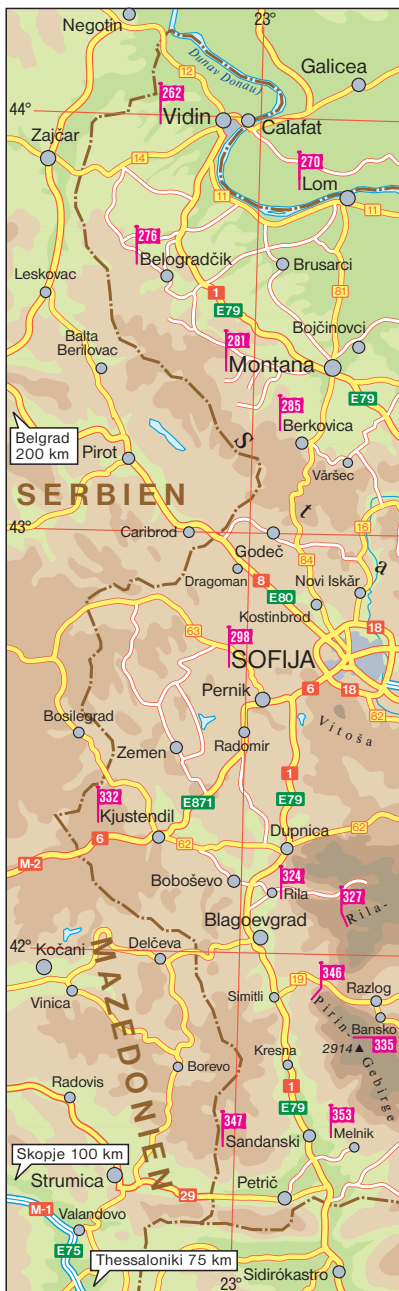 23°
Negotin
Dunav (Donau)
Galicea
12
262
44°
Vidin
Calafat
Zajčar
14
270
11
Lom
11
276
Belogradčik
Brusarci
Leskovac
1
E79
81
Bojčinovci
Balta
Berilovac
281
Montana
E79
285
Belgrad
200 km
Berkovica
S
Pirot
Văršec
SERBIEN
t
43°
Caribrod
16
Godeč
a
Dragoman
8
84
Novi Iskăr
E80
Kostinbrod
63
298
18
SOFIJA
Pernik
6
18
82
Bosilegrad
Radomir
Vitoša
Zemen
1
332
E871
E79
Kjustendil
6
62
Dupnica
62
M-2
324
Boboševo
Rila
327
Rila-
Blagoevgrad
42°
Kočani
Delčeva
346
19
Vinica
Simitli
Razlog
Pirin-
Bansko
335
MAZEDONIEN
Kresna
2914
Gebirge
Borevo
1
Radovis
E79
353
347
Sandanski
Melnik
Skopje 100 km
Strumica
Petrič
29
M-1
Valandovo
E75
Thessaloniki 75 km
23°
Sidirókastro